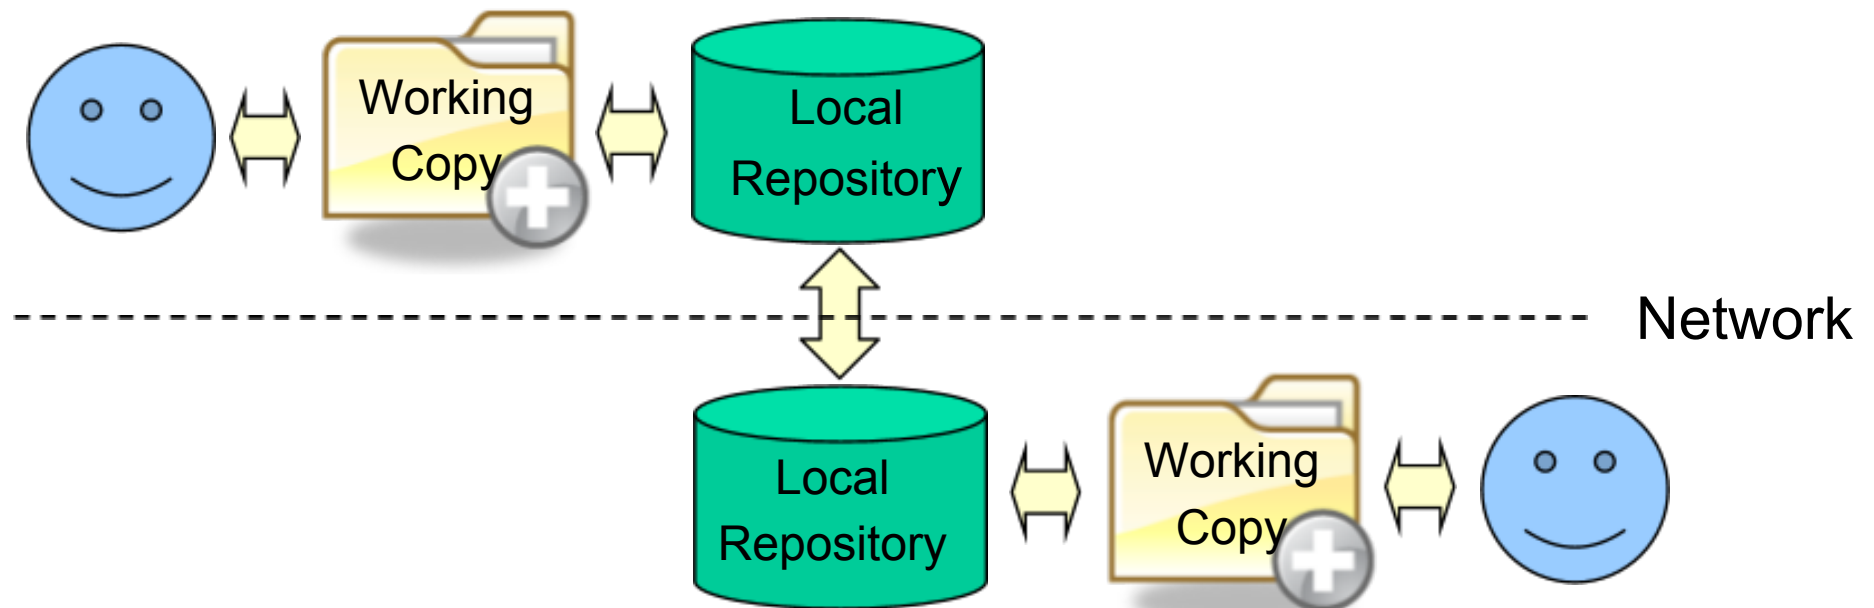 Working
Copy
Local
Repository
Network
Local
Repository
Working
Copy